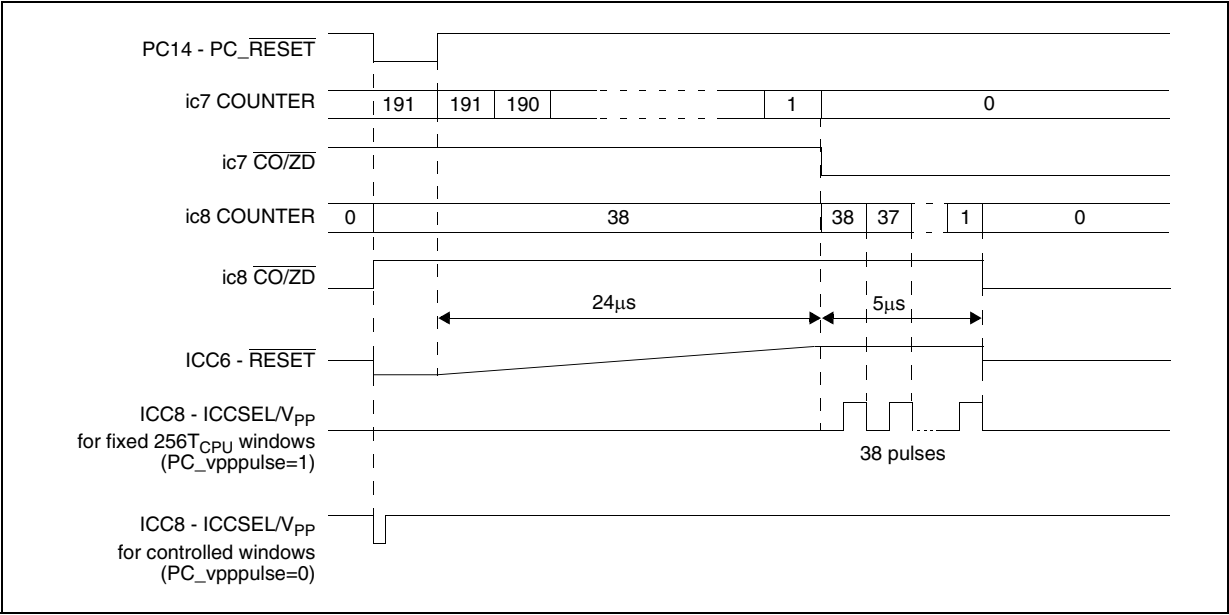 PC14 - PC_RESET
ic7 COUNTER 191 191 190 1 0
ic7 CO/ZD
ic8 COUNTER 0 38 38 37 1 0
ic8 CO/ZD
24µs 5µs
ICC6 - RESET
ICC8 - ICCSEL/VPP
for fixed 256TCPU windows
(PC_vpppulse=1)
38 pulses
ICC8 - ICCSEL/VPP
for controlled windows
(PC_vpppulse=0)